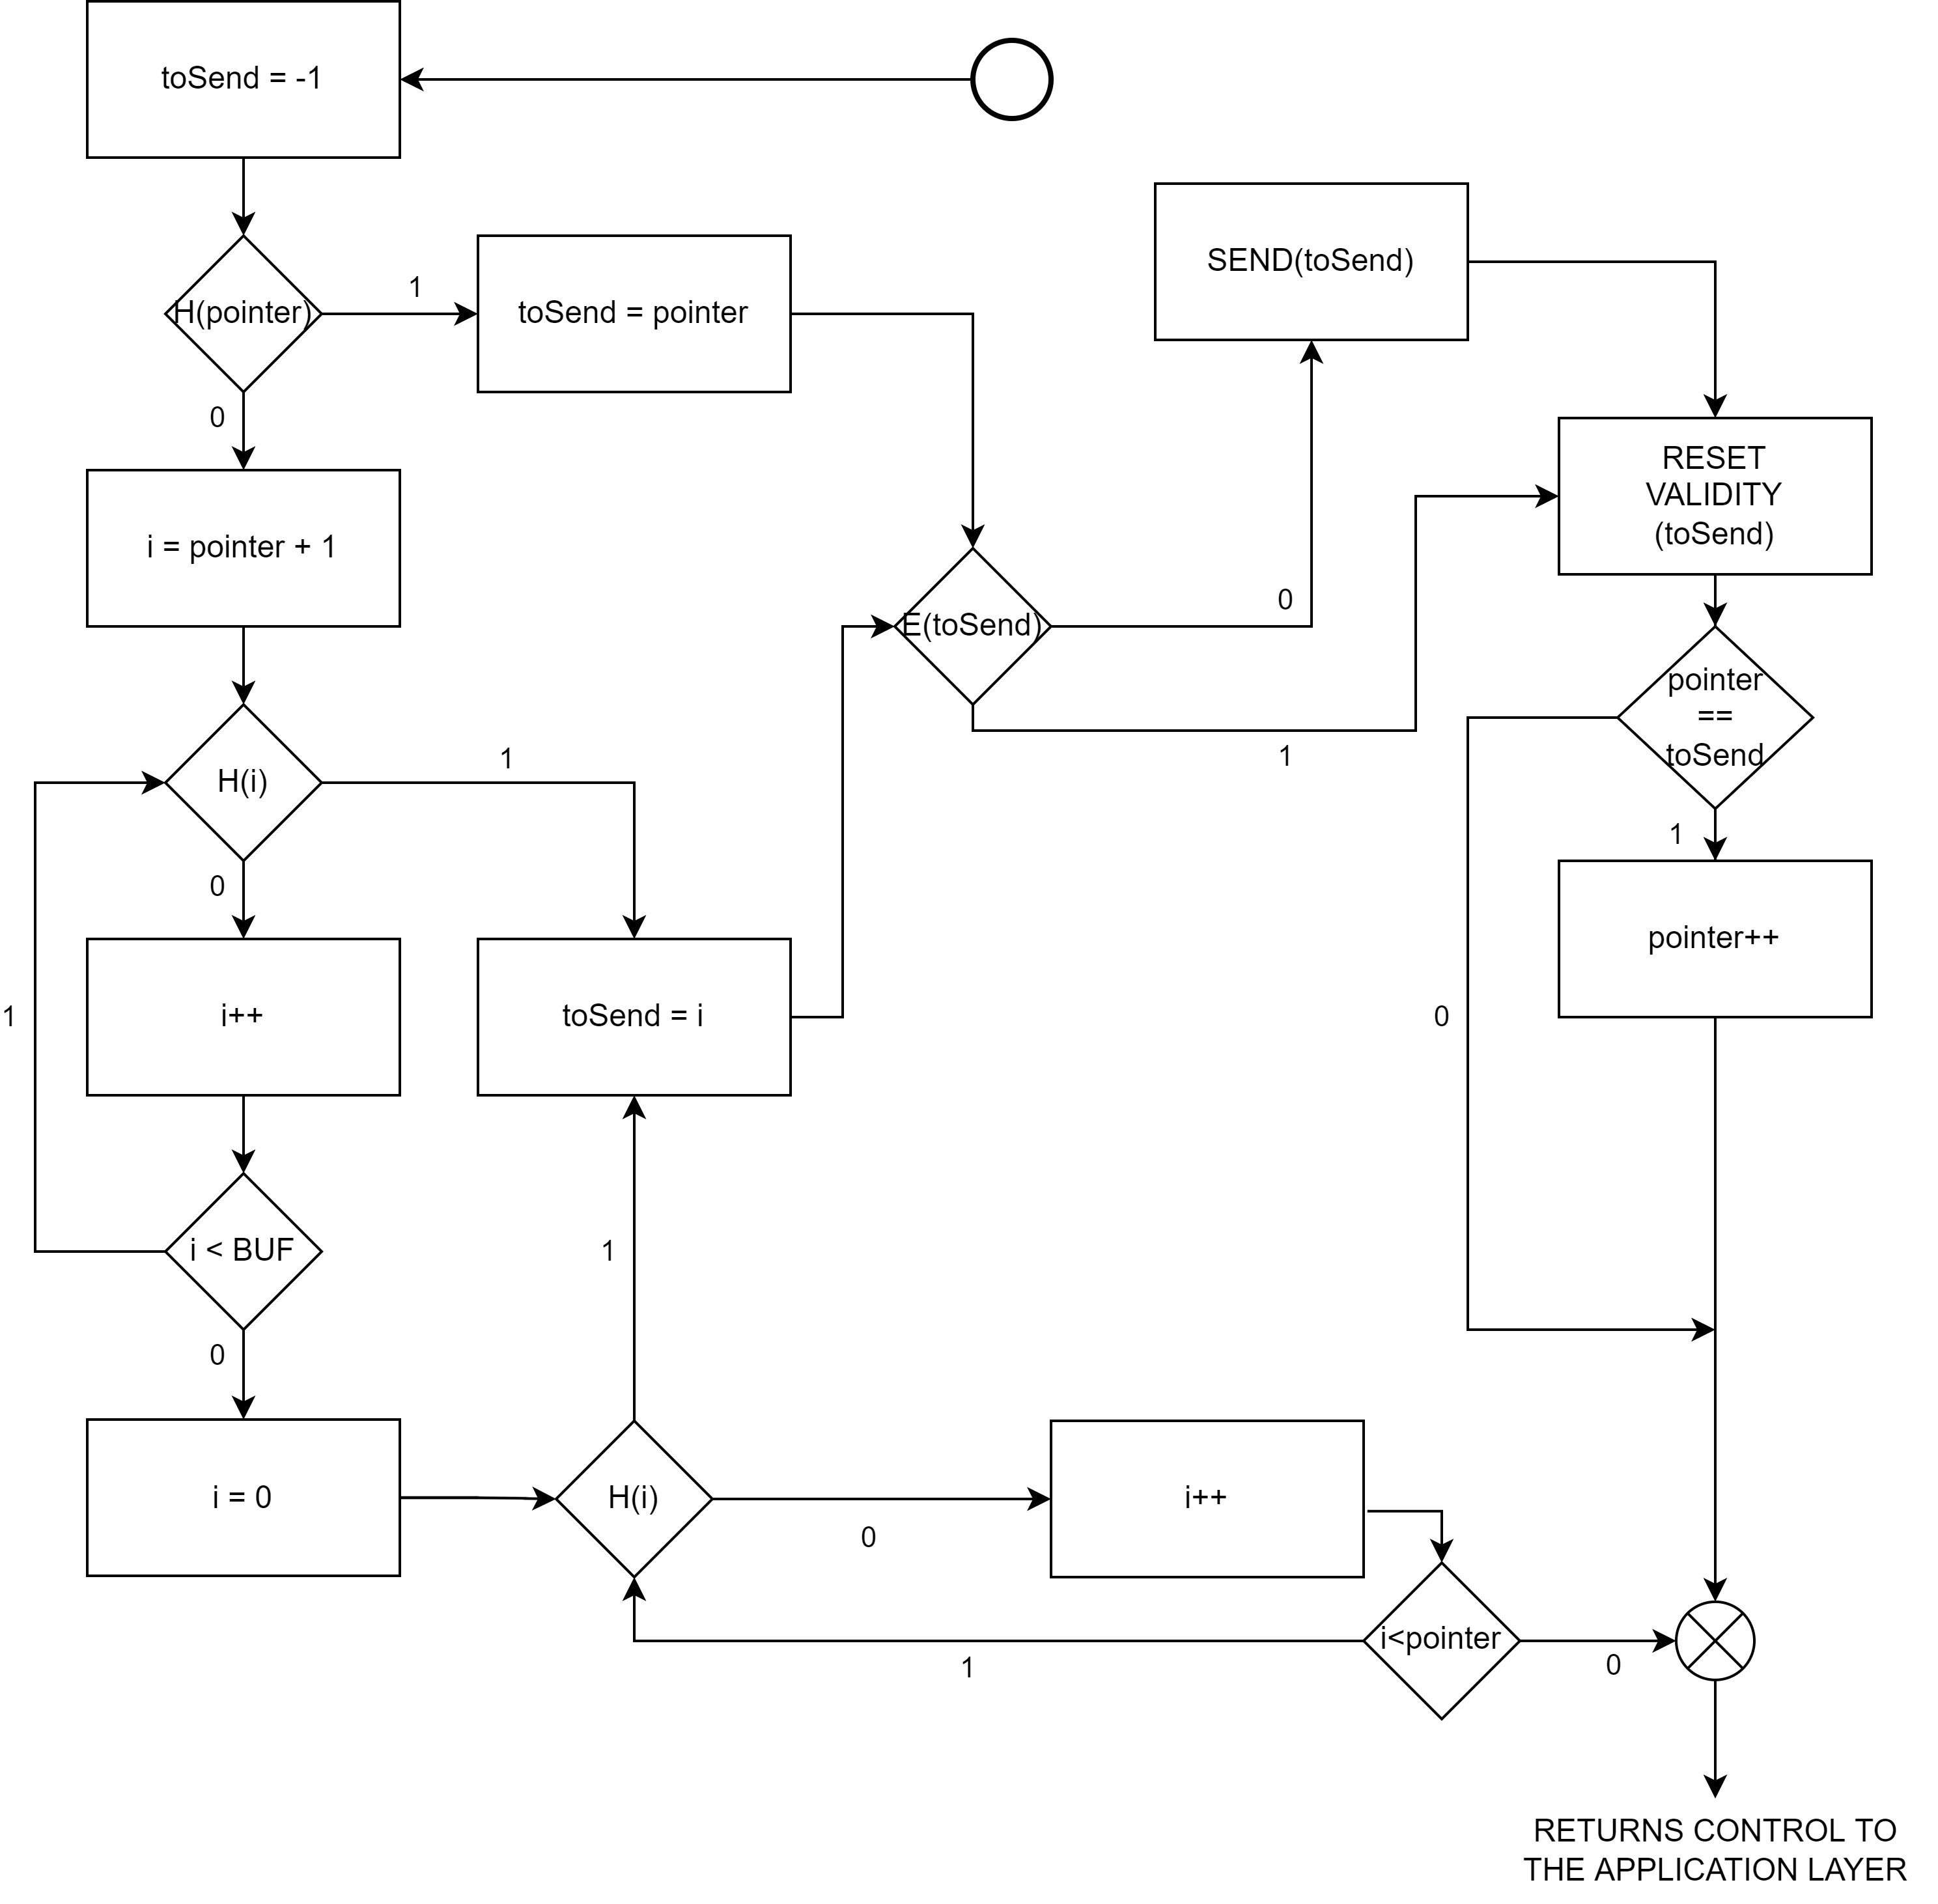 toSend = -1
SEND(toSend)
1
H(pointer)
toSend = pointer
0
RESET
VALIDITY
(toSend)
i = pointer + 1
0
E(toSend)
pointer
==
toSend
1
1
H(i)
1
0
pointer++
1
i++
toSend = i
0
1
i < BUF
0
i = 0
H(i)
i++
0
i<pointer
1
0
RETURNS CONTROL TO
THE APPLICATION LAYER